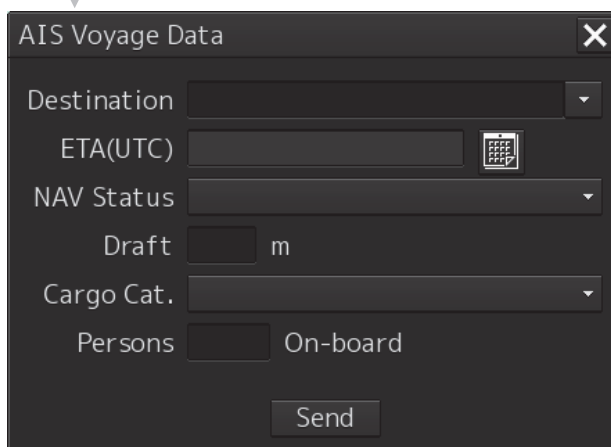 AIS Voyage Data
Destination
ETA(UTC)
NAV Status
Draft m
Cargo Cat.
Persons On-board
Send